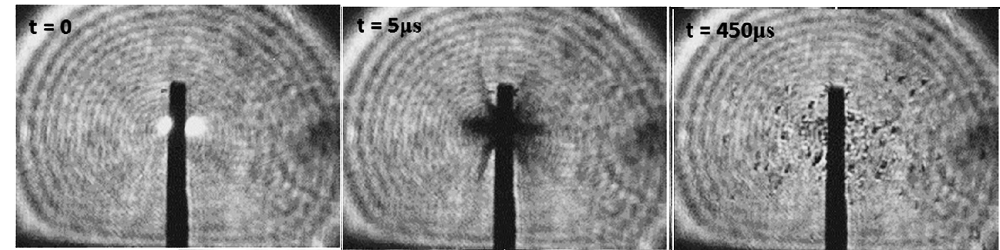 t = 0
t = 5μs
t = 450μs